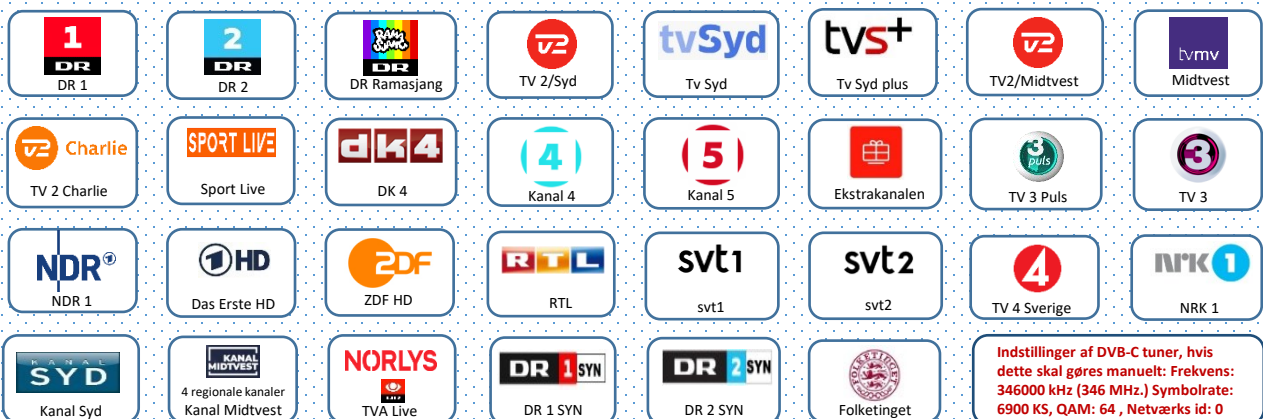 1
DR
DR 1
2
DR
DR 2
RAM
SJANG
DR Ramasjang
TV 2/Syd
tvSyd
Tv Syd
tvs+
Tv Syd plus
TV2/Midtvest
tvmv
Midtvest
Charlie
TV 2 Charlie
SPORT LIVE
Sport Live
dk4
DK 4
4
Kanal 4
5
Kanal 5
Ekstrakanalen
3
puls
TV 3 Puls
3
TV 3
NDR®
NDR 1
1 HD
Das Erste HD
2DF
ZDF HD
RTL
RTL
svt1
svt1
svt2
svt2
4
TV 4 Sverige
nrk 1
NRK 1
KANAL
SYD
Kanal Syd
KANAL
MIDTVEST
4 regionale kanaler
Kanal Midtvest
NORLYS
TVA Live
DR 1 SYN
DR 1 SYN
DR 2 SYN
DR 2 SYN
FOLKETINGET
Folketinget
Indstillinger af DVB-C tuner, hvis
dette skal gøres manuelt: Frekvens:
346000 kHz (346 MHz.) Symbolrate:
6900 KS, QAM: 64 , Netværks id: 0